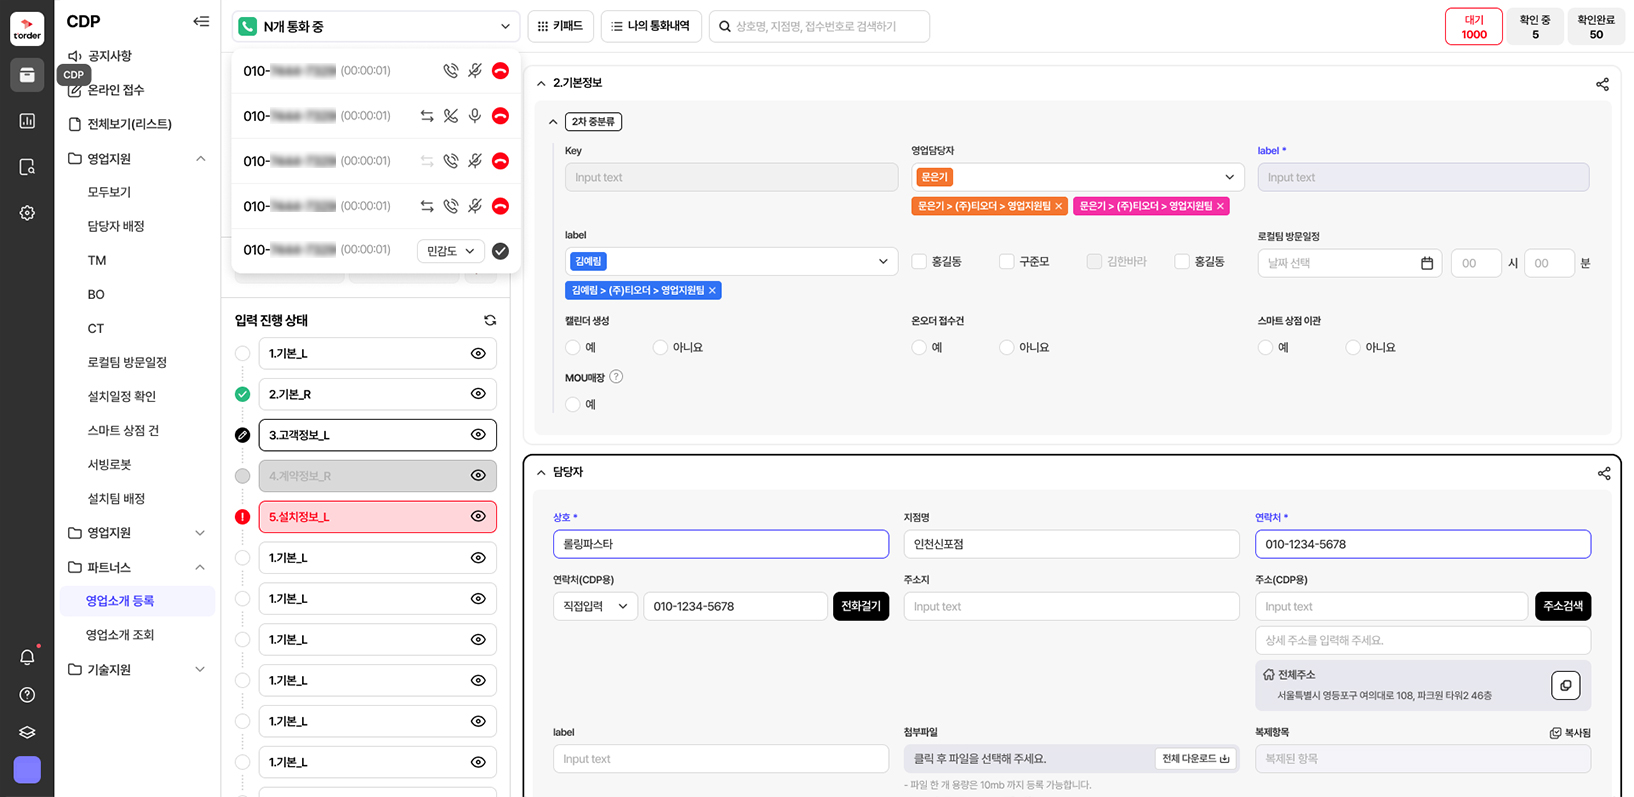 t'order
CDP
CDP
공지사항
온라인 접수
전체보기(리스트)
영업지원
모두보기
담당자 배정
TM
BO
CT
로컬팀 방문일정
설치일정 확인
스마트 상점 건
서빙로봇
설치팀 배정
영업지원
파트너스
영업소개 등록
영업소개 조회
기술지원
N개 통화 중
키패드
나의 통화내역
상호명, 지점명, 접수번호로 검색하기
대기
1000
확인 중
5
확인완료
50
010- (00:00:01)
010- (00:00:01)
010- (00:00:01)
010- (00:00:01)
010- (00:00:01) 민감도
입력 진행 상태
1.기본_L
2.기본_R
3.고객정보_L
4.계약정보_R
5.설치정보_L
1.기본_L
1.기본_L
1.기본_L
1.기본_L
1.기본_L
1.기본_L
2.기본정보
2차 중분류
Key
Input text
영업담당자
문은기
문은기 > (주)티오더 > 영업지원팀 ×
문은기 > (주)티오더 > 영업지원팀 ×
label *
Input text
label
김예림
김예림 > (주)티오더 > 영업지원팀 ×
홍길동
구준모
김한바라
홍길동
로컬팀 방문일정
날짜 선택
00 시 00 분
캘린더 생성
예 아니요
온오더 접수건
예 아니요
스마트 상점 이관
예 아니요
MOU매장 ?
예
담당자
상호 *
롤링파스타
지점명
인천신포점
연락처 *
010-1234-5678
연락처(CDP용)
직접입력 010-1234-5678 전화걸기
주소지
Input text
주소(CDP용)
Input text 주소검색
상세 주소를 입력해 주세요.
전체주소
서울특별시 영등포구 여의대로 108, 파크원 타워2 46층
label
Input text
첨부파일
클릭 후 파일을 선택해 주세요. 전체 다운로드
- 파일 한 개 용량은 10mb 까지 등록 가능합니다.
복제항목 복사됨
복제된 항목